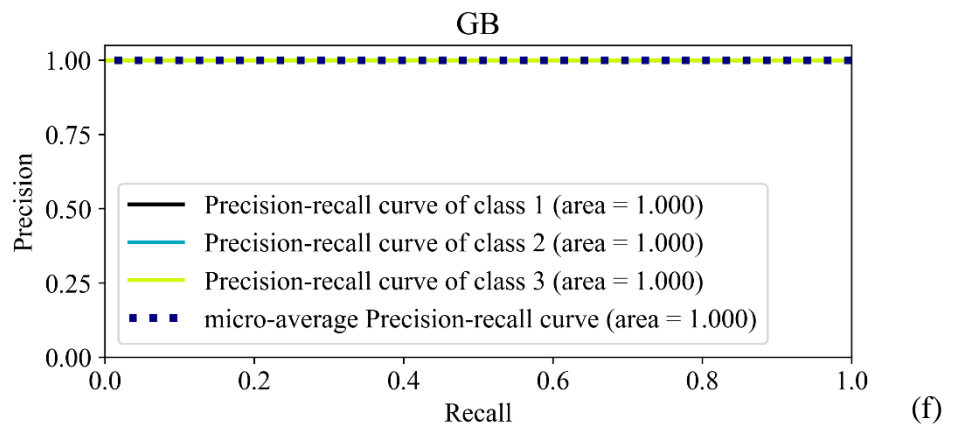 GB
1.00
0.75
0.50
0.25
0.00
Precision
Precision-recall curve of class 1 (area = 1.000)
Precision-recall curve of class 2 (area = 1.000)
Precision-recall curve of class 3 (area = 1.000)
micro-average Precision-recall curve (area = 1.000)
0.0 0.2 0.4 0.6 0.8 1.0
Recall
(f)